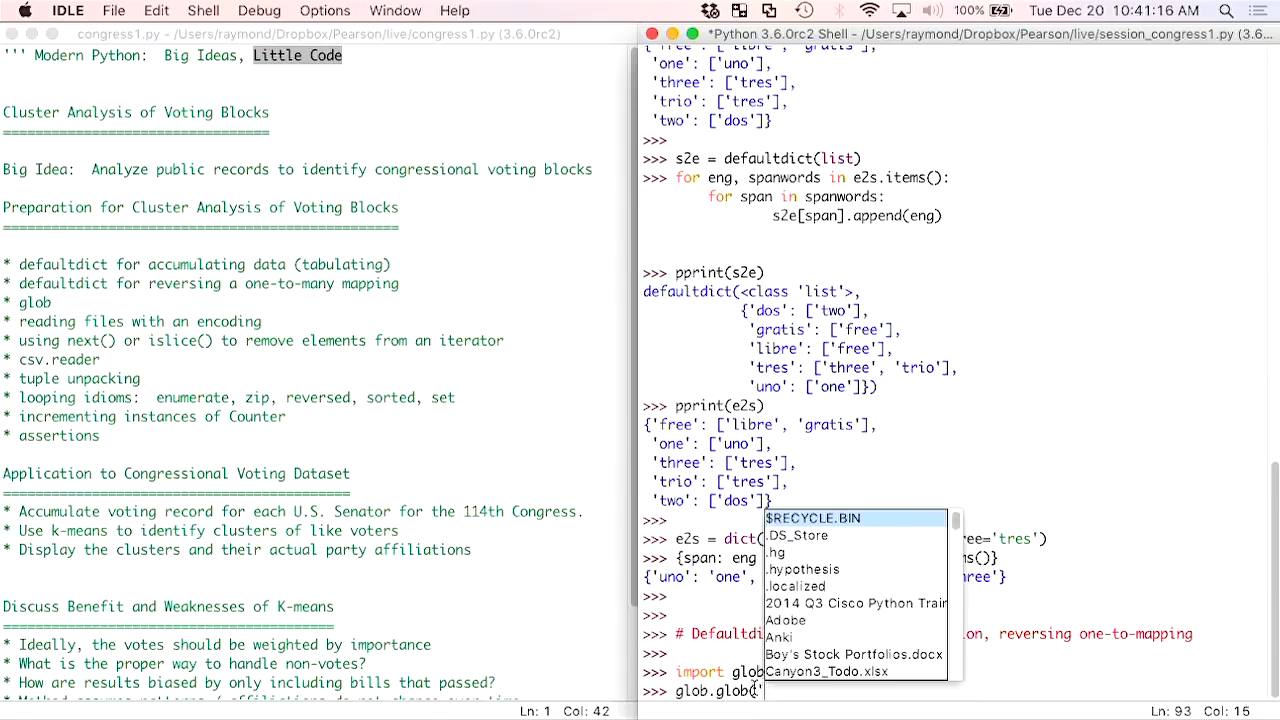 IDLE File Edit Shell Debug Options Window Help 100% Tue Dec 20 10:41:16 AM
congress1.py - /Users/raymond/Dropbox/Pearson/live/congress1.py (3.6.0rc2)
''' Modern Python: Big Ideas, Little Code
Cluster Analysis of Voting Blocks
=================================
Big Idea: Analyze public records to identify congressional voting blocks
Preparation for Cluster Analysis of Voting Blocks
=================================================
* defaultdict for accumulating data (tabulating)
* defaultdict for reversing a one-to-many mapping
* glob
* reading files with an encoding
* using next() or islice() to remove elements from an iterator
* csv.reader
* tuple unpacking
* looping idioms: enumerate, zip, reversed, sorted, set
* incrementing instances of Counter
* assertions
Application to Congressional Voting Dataset
===========================================
* Accumulate voting record for each U.S. Senator for the 114th Congress.
* Use k-means to identify clusters of like voters
* Display the clusters and their actual party affiliations
Discuss Benefit and Weaknesses of K-means
=========================================
* Ideally, the votes should be weighted by importance
* What is the proper way to handle non-votes?
* How are results biased by only including bills that passed?
Ln: 1 Col: 42
*Python 3.6.0rc2 Shell - /Users/raymond/Dropbox/Pearson/live/session_congress1.py (3.6...
{'free': ['libre', 'gratis'],
'one': ['uno'],
'three': ['tres'],
'trio': ['tres'],
'two': ['dos']}
>>>
>>> s2e = defaultdict(list)
>>> for eng, spanwords in e2s.items():
for span in spanwords:
s2e[span].append(eng)
>>> pprint(s2e)
defaultdict(<class 'list'>,
{'dos': ['two'],
'gratis': ['free'],
'libre': ['free'],
'tres': ['three', 'trio'],
'uno': ['one']})
>>> pprint(e2s)
{'free': ['libre', 'gratis'],
'one': ['uno'],
'three': ['tres'],
'trio': ['tres'],
'two': ['dos']}
>>>
>>> e2s = dict( ree='tres')
>>> {span: eng ms()}
{'uno': 'one', hree'}
>>>
>>>
>>> # Defaultdi ion, reversing one-to-mapping
>>>
>>> import glob
>>> glob.glob('
$RECYCLE.BIN
.DS_Store
.hg
.hypothesis
.localized
2014 Q3 Cisco Python Train
Adobe
Anki
Boy's Stock Portfolios.docx
Canyon3_Todo.xlsx
Ln: 93 Col: 15